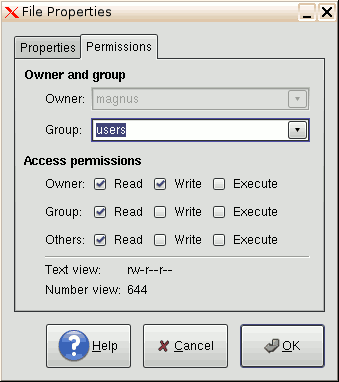 File Properties
Properties Permissions
Owner and group
Owner: magnus
Group: users
Access permissions
Owner: Read Write Execute
Group: Read Write Execute
Others: Read Write Execute
Text view: rw-r--r--
Number view: 644
? Help Cancel OK